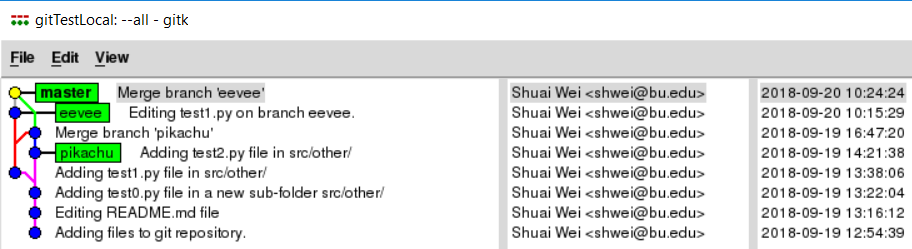 gitTestLocal: --all - gitk
File Edit View
master Merge branch 'eevee' Shuai Wei <shwei@bu.edu> 2018-09-20 10:24:24
eevee Editing test1.py on branch eevee. Shuai Wei <shwei@bu.edu> 2018-09-20 10:15:29
Merge branch 'pikachu' Shuai Wei <shwei@bu.edu> 2018-09-19 16:47:20
pikachu Adding test2.py file in src/other/ Shuai Wei <shwei@bu.edu> 2018-09-19 14:21:38
Adding test1.py file in src/other/ Shuai Wei <shwei@bu.edu> 2018-09-19 13:38:06
Adding test0.py file in a new sub-folder src/other/ Shuai Wei <shwei@bu.edu> 2018-09-19 13:22:04
Editing README.md file Shuai Wei <shwei@bu.edu> 2018-09-19 13:16:12
Adding files to git repository. Shuai Wei <shwei@bu.edu> 2018-09-19 12:54:39